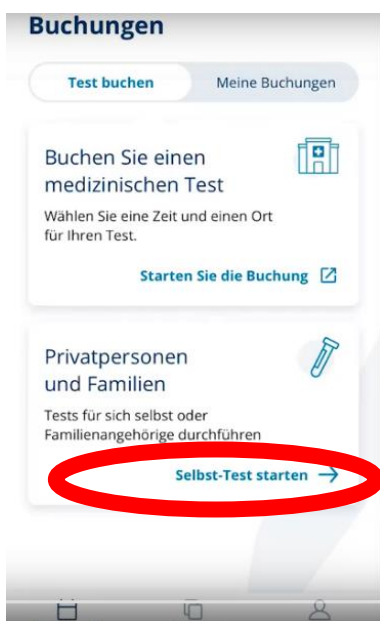 Buchungen
Test buchen
Meine Buchungen
Buchen Sie einen
medizinischen Test
Wählen Sie eine Zeit und einen Ort
für Ihren Test.
Starten Sie die Buchung
Privatpersonen
und Familien
Tests für sich selbst oder
Familienangehörige durchführen
Selbst-Test starten